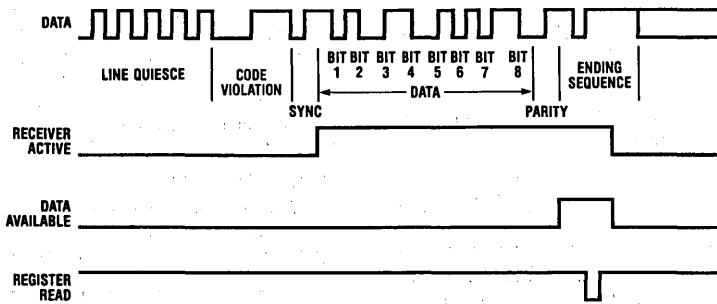 DATA
BIT BIT BIT BIT BIT BIT BIT BIT
1 2 3 4 5 6 7 8
LINE QUIESCE
CODE
VIOLATION
SYNC
DATA
PARITY
ENDING
SEQUENCE
RECEIVER
ACTIVE
DATA
AVAILABLE
REGISTER
READ